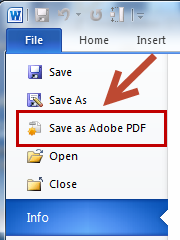 W
File Home Insert
Save
Save As
Save as Adobe PDF
Open
Close
Info